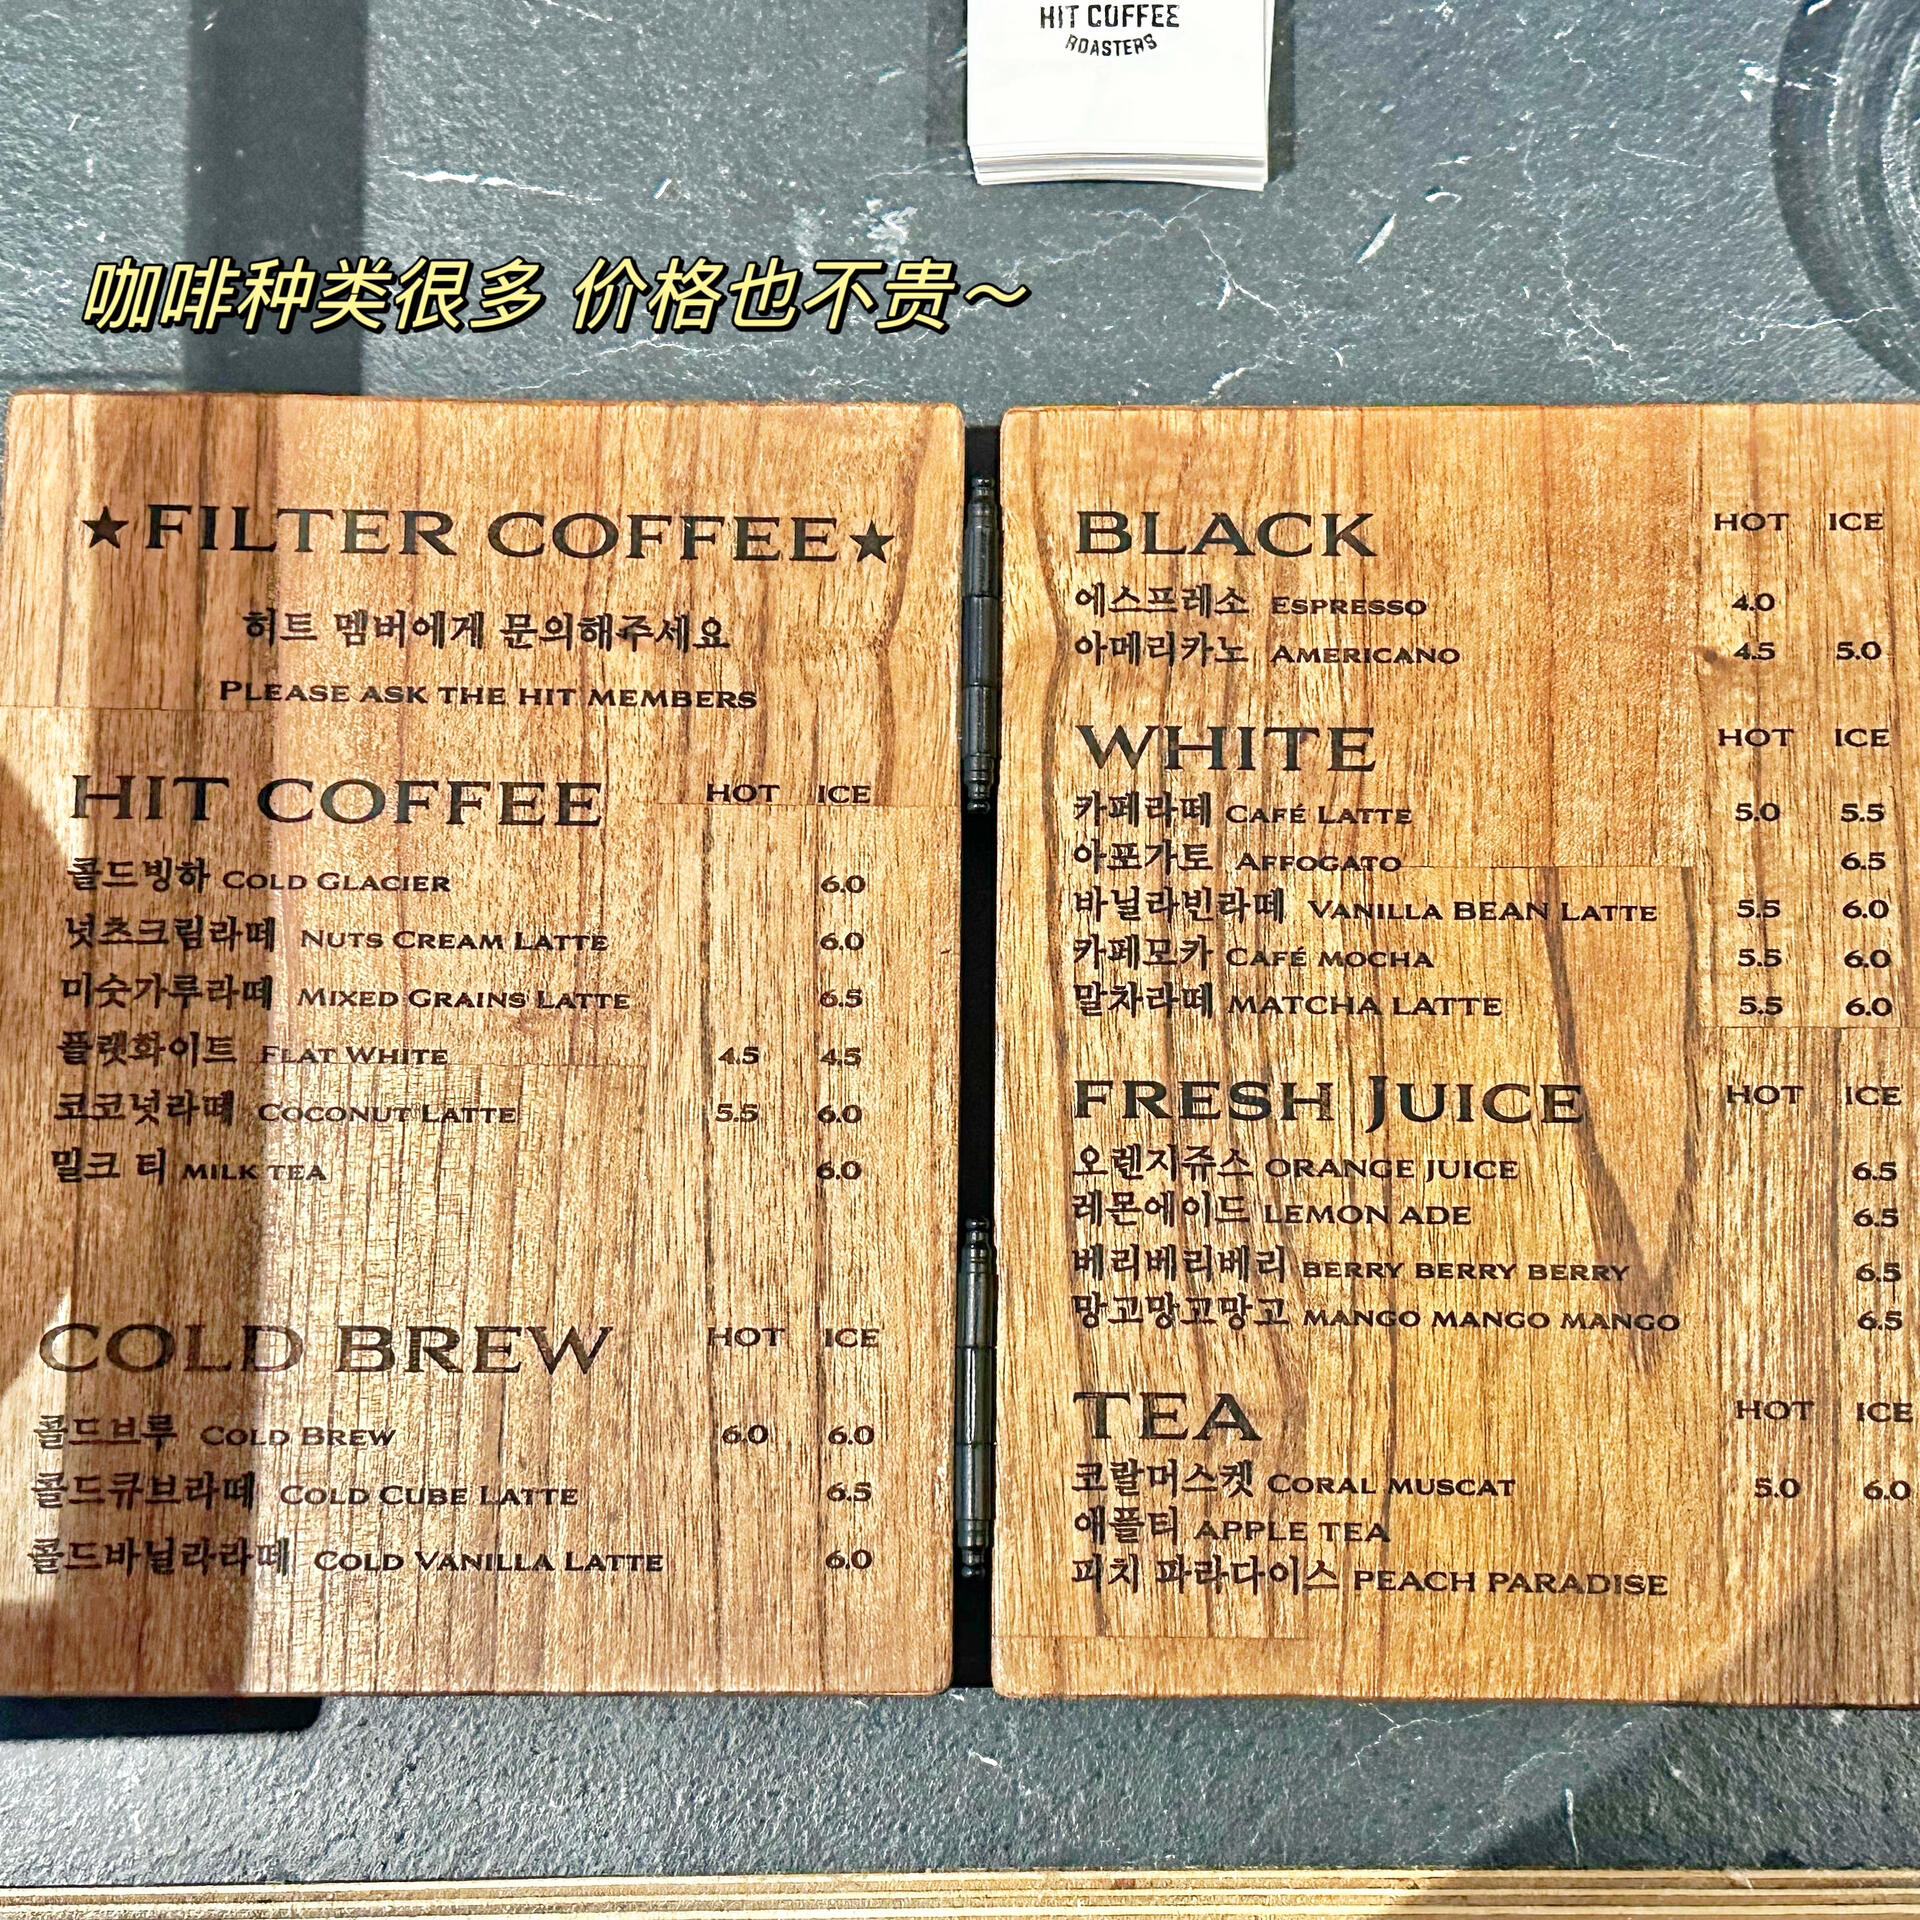 HIT COFFEE
ROASTERS
咖啡种类很多 价格也不贵～
★FILTER COFFEE★
히트 멤버에게 문의해주세요
PLEASE ASK THE HIT MEMBERS
HIT COFFEE HOT ICE
콜드빙하 COLD GLACIER 6.0
넛츠크림라떼 NUTS CREAM LATTE 6.0
미숫가루라떼 MIXED GRAINS LATTE 6.5
플랫화이트 FLAT WHITE 4.5 4.5
코코넛라떼 COCONUT LATTE 5.5 6.0
밀크 티 MILK TEA 6.0
COLD BREW HOT ICE
콜드브루 COLD BREW 6.0 6.0
콜드큐브라떼 COLD CUBE LATTE 6.5
콜드바닐라라떼 COLD VANILLA LATTE 6.0
BLACK HOT ICE
에스프레소 ESPRESSO 4.0
아메리카노 AMERICANO 4.5 5.0
WHITE HOT ICE
카페라떼 CAFÉ LATTE 5.0 5.5
아포가토 AFFOGATO 6.5
바닐라빈라떼 VANILLA BEAN LATTE 5.5 6.0
카페모카 CAFÉ MOCHA 5.5 6.0
말차라떼 MATCHA LATTE 5.5 6.0
FRESH JUICE HOT ICE
오렌지쥬스 ORANGE JUICE 6.5
레몬에이드 LEMON ADE 6.5
베리베리베리 BERRY BERRY BERRY 6.5
망고망고망고 MANGO MANGO MANGO 6.5
TEA HOT ICE
코랄머스켓 CORAL MUSCAT 5.0 6.0
애플티 APPLE TEA
피치 파라다이스 PEACH PARADISE